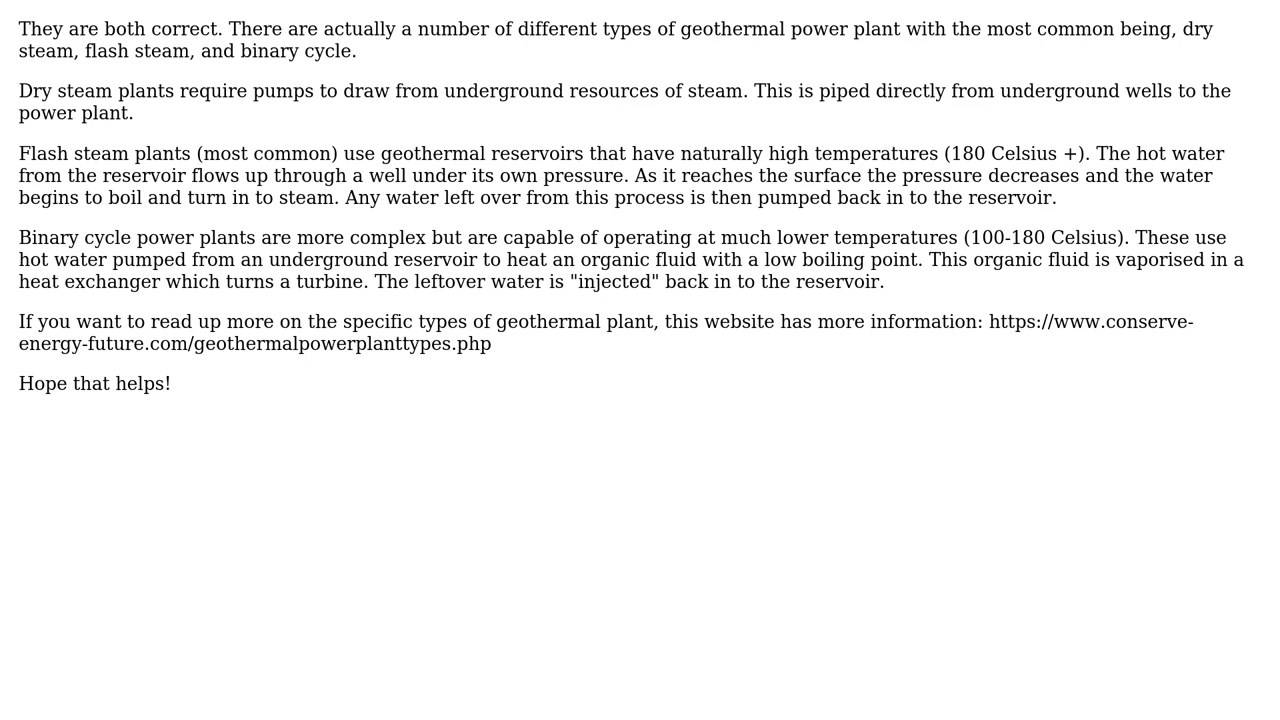 They are both correct. There are actually a number of different types of geothermal power plant with the most common being, dry
steam, flash steam, and binary cycle.
Dry steam plants require pumps to draw from underground resources of steam. This is piped directly from underground wells to the
power plant.
Flash steam plants (most common) use geothermal reservoirs that have naturally high temperatures (180 Celsius +). The hot water
from the reservoir flows up through a well under its own pressure. As it reaches the surface the pressure decreases and the water
begins to boil and turn in to steam. Any water left over from this process is then pumped back in to the reservoir.
Binary cycle power plants are more complex but are capable of operating at much lower temperatures (100-180 Celsius). These use
hot water pumped from an underground reservoir to heat an organic fluid with a low boiling point. This organic fluid is vaporised in a
heat exchanger which turns a turbine. The leftover water is "injected" back in to the reservoir.
If you want to read up more on the specific types of geothermal plant, this website has more information: https://www.conserve-
energy-future.com/geothermalpowerplanttypes.php
Hope that helps!